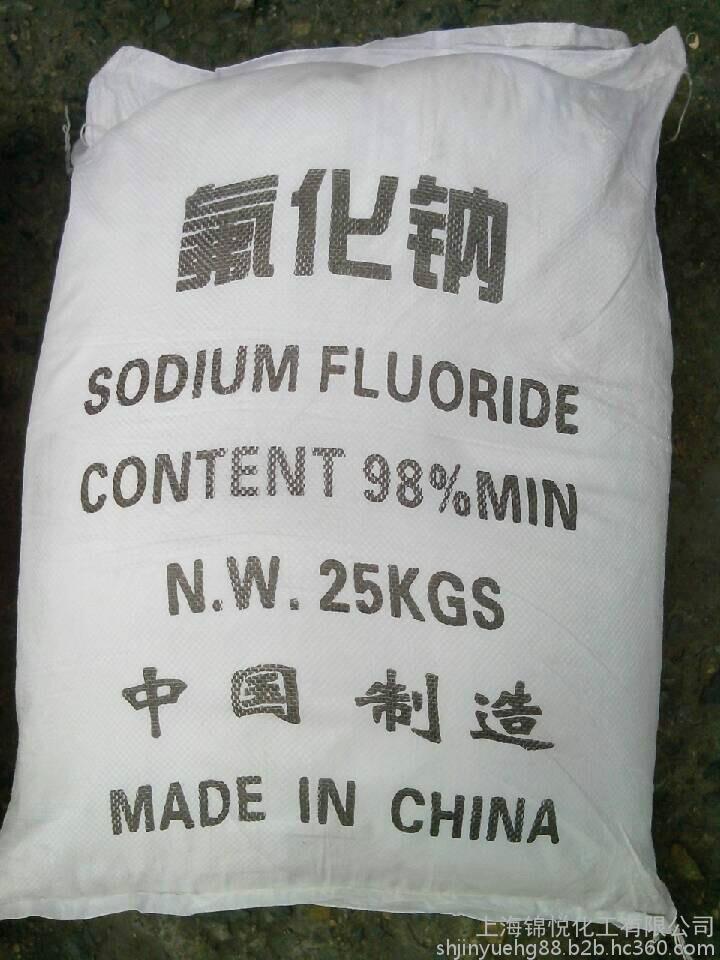 氟化钠
SODIUM FLUORIDE
CONTENT 98%MIN
N.W. 25KGS
中国制造
MADE IN CHINA
上海锦悦化工有限公司
shjinyuehg88.b2b.hc360.com